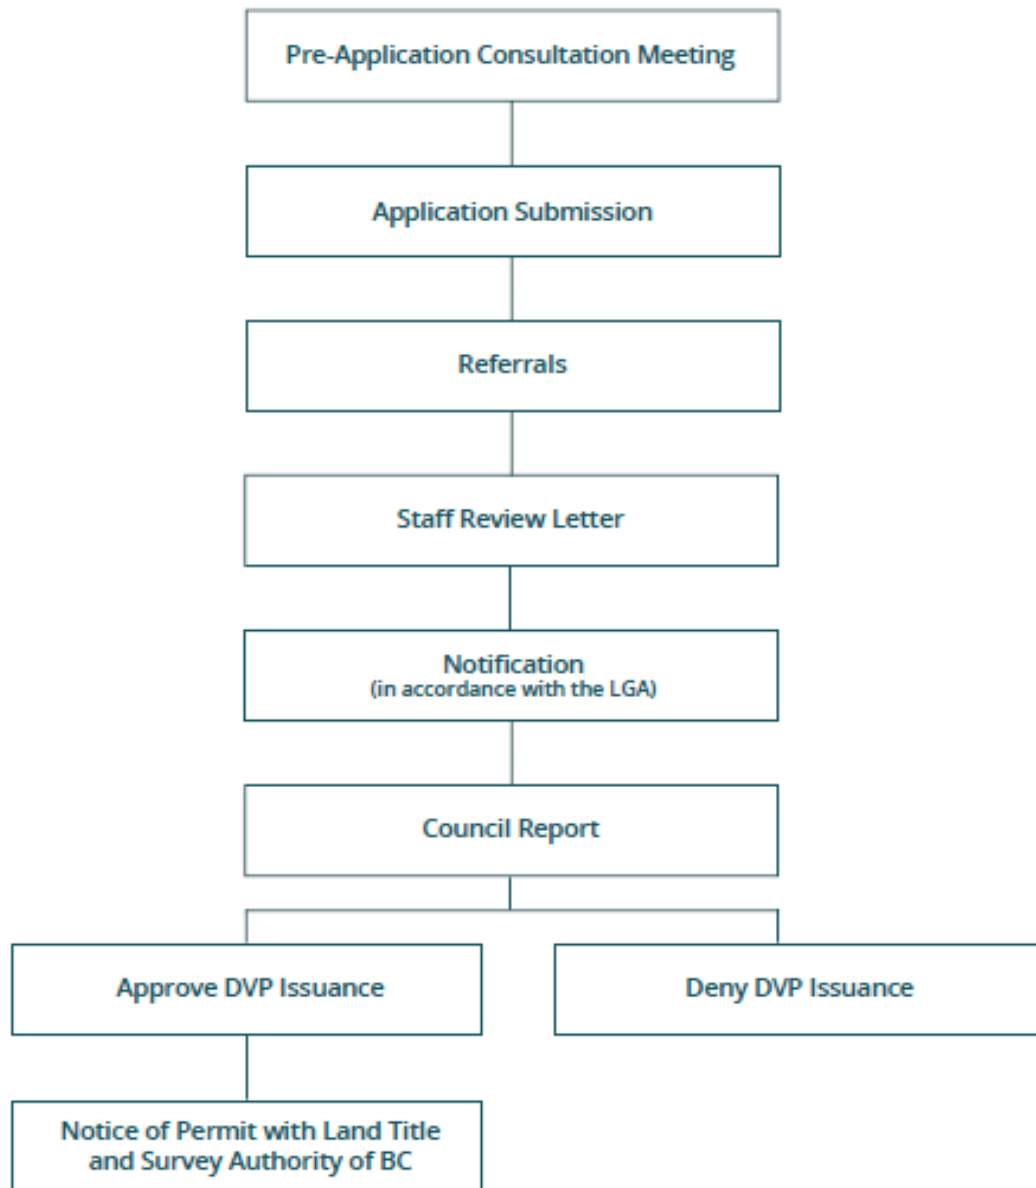 Pre-Application Consultation Meeting
Application Submission
Referrals
Staff Review Letter
Notification
(in accordance with the LGA)
Council Report
Approve DVP Issuance
Deny DVP Issuance
Notice of Permit with Land Title
and Survey Authority of BC